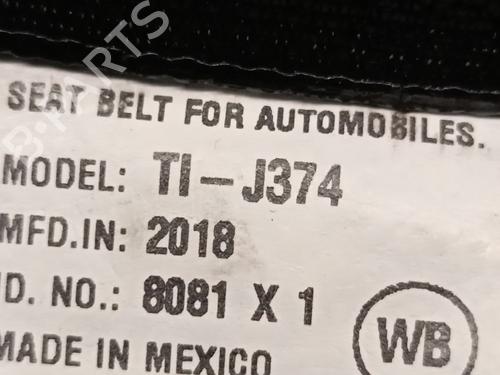 SEAT BELT FOR AUTOMOBILES.
MODEL: TI-J374
MFD.IN: 2018
D. NO.: 8081 X 1
MADE IN MEXICO
WB
B-PARTS